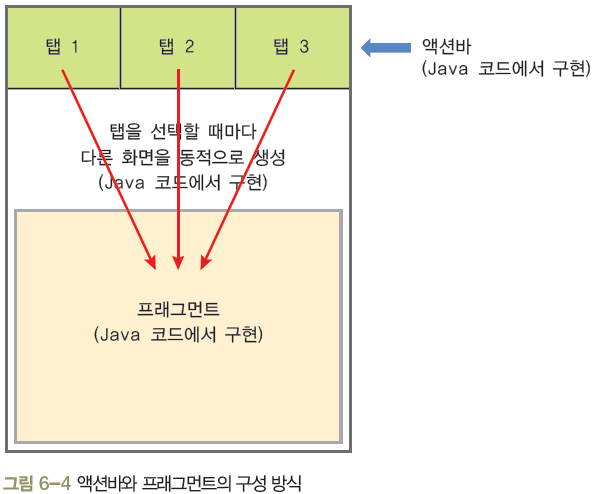 탭 1 탭 2 탭 3
액션바
(Java 코드에서 구현)
탭을 선택할 때마다
다른 화면을 동적으로 생성
(Java 코드에서 구현)
프래그먼트
(Java 코드에서 구현)
그림 6-4 액션바와 프래그먼트의 구성 방식